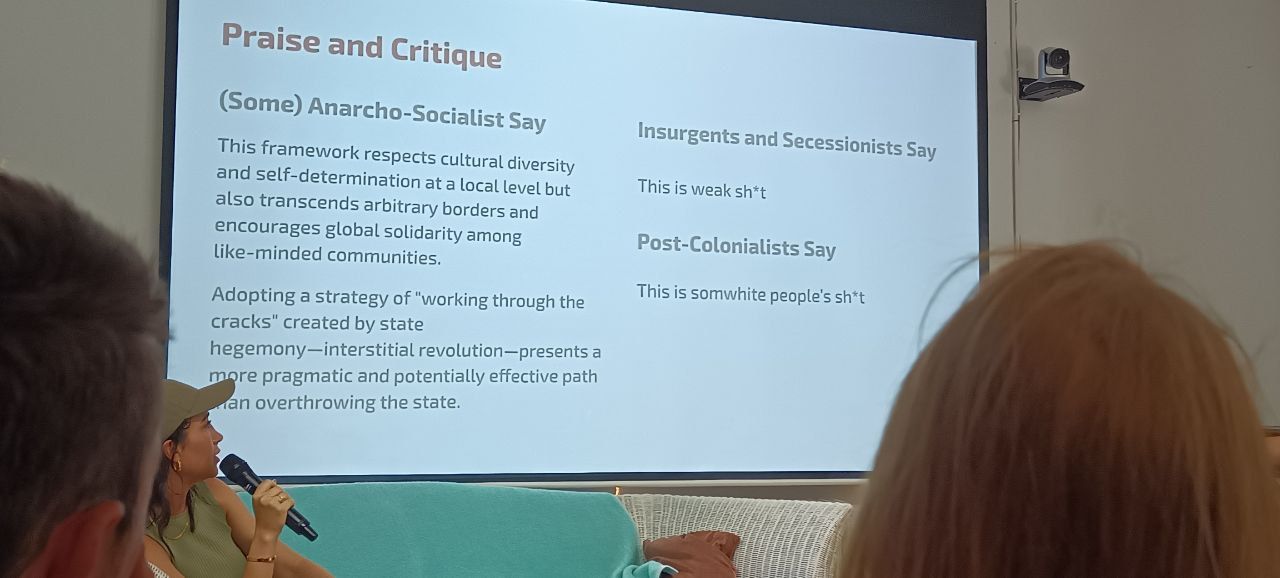 Praise and Critique
(Some) Anarcho-Socialist Say
This framework respects cultural diversity
and self-determination at a local level but
also transcends arbitrary borders and
encourages global solidarity among
like-minded communities.
Adopting a strategy of "working through the
cracks" created by state
hegemony—interstitial revolution—presents a
more pragmatic and potentially effective path
than overthrowing the state.
Insurgents and Secessionists Say
This is weak sh*t
Post-Colonialists Say
This is somwhite people's sh*t